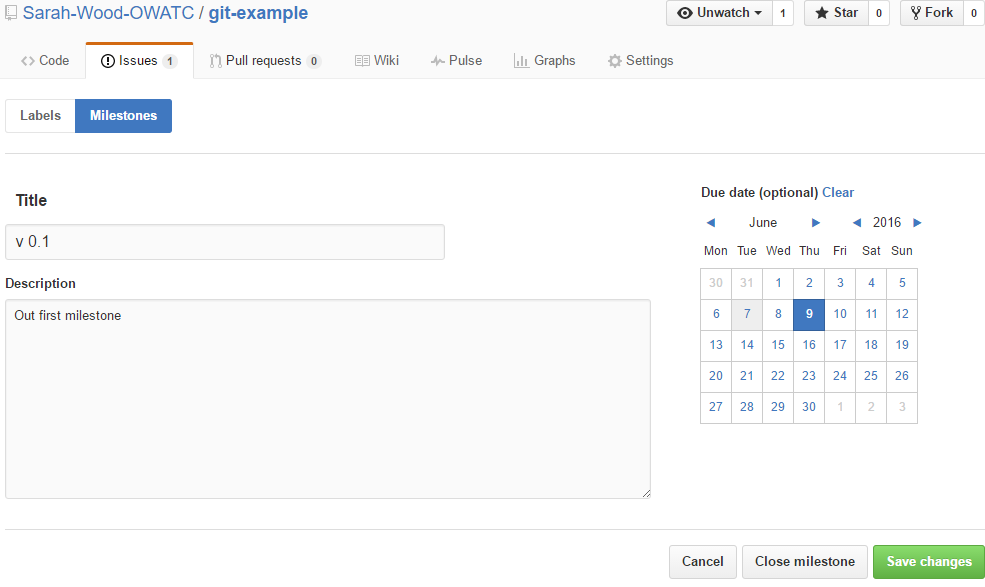 Sarah-Wood-OWATC / git-example
Unwatch 1 Star 0 Fork 0
Code Issues 1 Pull requests 0 Wiki Pulse Graphs Settings
Labels Milestones
Title
v 0.1
Description
Out first milestone
Due date (optional) Clear
June 2016
Mon Tue Wed Thu Fri Sat Sun
30 31 1 2 3 4 5
6 7 8 9 10 11 12
13 14 15 16 17 18 19
20 21 22 23 24 25 26
27 28 29 30 1 2 3
Cancel Close milestone Save changes